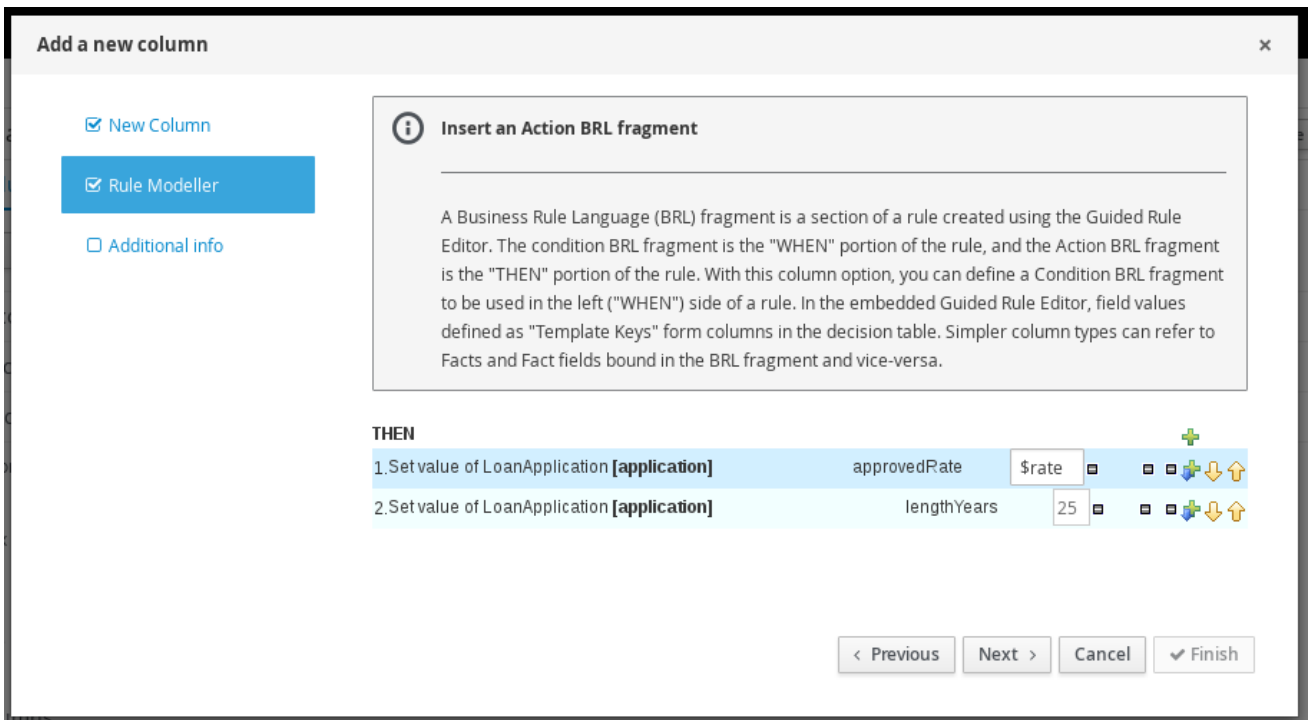 Add a new column
×
New Column
Rule Modeller
Additional info
Insert an Action BRL fragment
A Business Rule Language (BRL) fragment is a section of a rule created using the Guided Rule
Editor. The condition BRL fragment is the "WHEN" portion of the rule, and the Action BRL fragment
is the "THEN" portion of the rule. With this column option, you can define a Condition BRL fragment
to be used in the left ("WHEN") side of a rule. In the embedded Guided Rule Editor, field values
defined as "Template Keys" form columns in the decision table. Simpler column types can refer to
Facts and Fact fields bound in the BRL fragment and vice-versa.
THEN
1. Set value of LoanApplication [application] approvedRate $rate
2. Set value of LoanApplication [application] lengthYears 25
< Previous Next > Cancel ✔ Finish